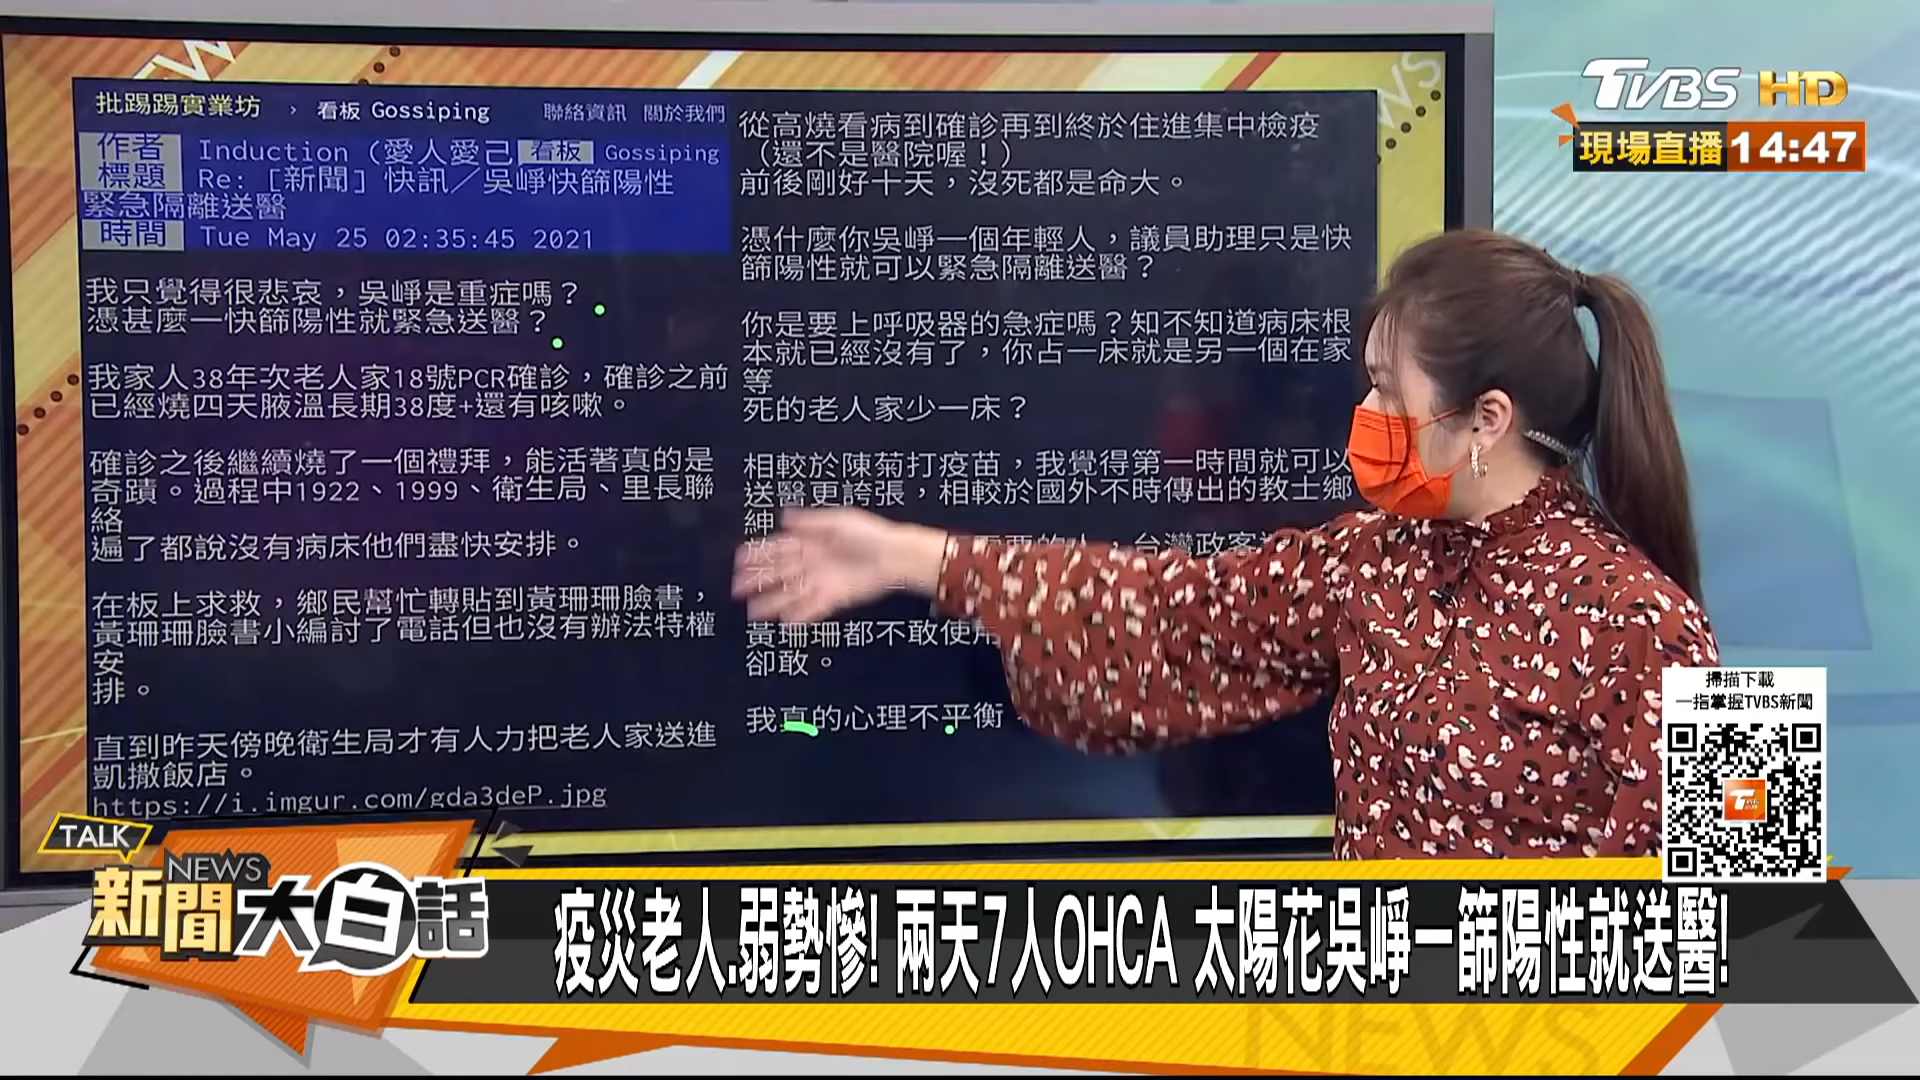 批踢踢實業坊 › 看板 Gossiping 聯絡資訊 關於我們
作者 Induction (愛人愛己 看板 Gossiping
標題 Re: [新聞] 快訊／吳崢快篩陽性
緊急隔離送醫
時間 Tue May 25 02:35:45 2021
我只覺得很悲哀，吳崢是重症嗎？
憑甚麼一快篩陽性就緊急送醫？
我家人38年次老人家18號PCR確診，確診之前
已經燒四天腋溫長期38度+還有咳嗽。
確診之後繼續燒了一個禮拜，能活著真的是
奇蹟。過程中1922、1999、衛生局、里長聯
絡
遍了都說沒有病床他們盡快安排。
在板上求救，鄉民幫忙轉貼到黃珊珊臉書，
黃珊珊臉書小編討了電話但也沒有辦法特權
安
排。
直到昨天傍晚衛生局才有人力把老人家送進
凱撒飯店。
https://i.imgur.com/gda3deP.jpg
從高燒看病到確診再到終於住進集中檢疫
（還不是醫院喔！）
前後剛好十天，沒死都是命大。
憑什麼你吳崢一個年輕人，議員助理只是快
篩陽性就可以緊急隔離送醫？
你是要上呼吸器的急症嗎？知不知道病床根
本就已經沒有了，你占一床就是另一個在家
等
死的老人家少一床？
相較於陳菊打疫苗，我覺得第一時間就可以
送醫更誇張，相較於國外不時傳出的教士鄉
紳
放 需要的人，台灣政客
不
黃珊珊都不敢使用
卻敢。
我真的心理不平衡
TVBS HD
現場直播 14:47
掃描下載
一指掌握TVBS新聞
TALK
NEWS
新聞大白話
疫災老人.弱勢慘! 兩天7人OHCA 太陽花吳崢一篩陽性就送醫!
NEWS